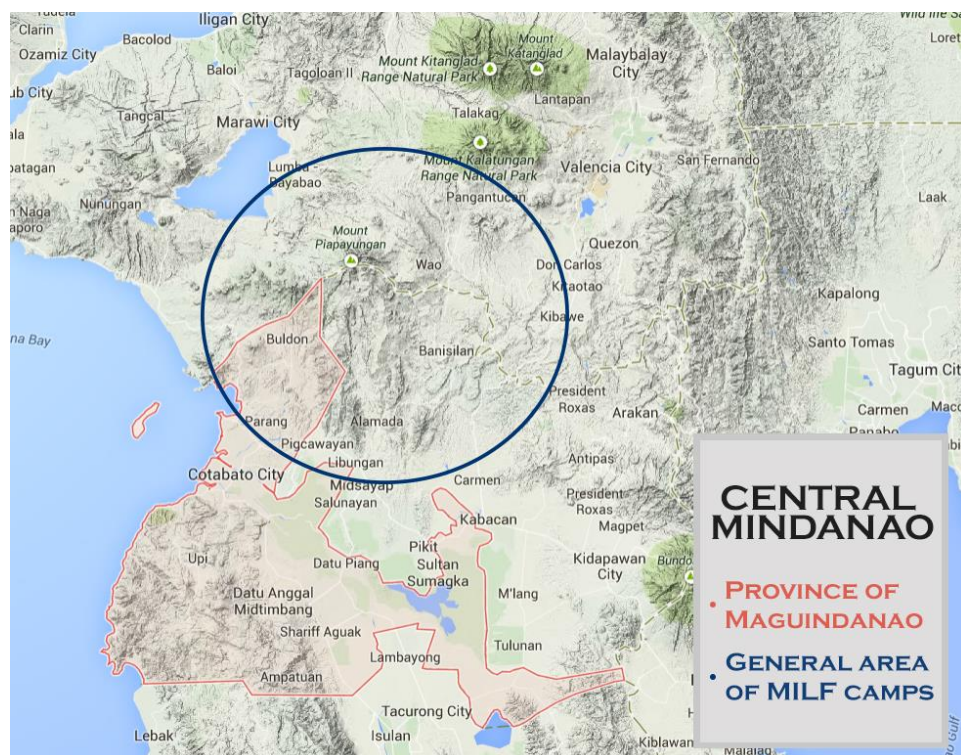 Tudela
Clarin
Ozamiz City
Iligan City
Bacolod
Baloi
Tagoloan II
Tangcal
Marawi City
Nunungan
Lumba -
Bayabao
Mount Kitanglad
Range Natural Park
Mount
Katanglad
Malaybalay
City
Lantapan
Talakag
Mount Kalatungan
Range Natural Park
Pangantucan
Valencia City
San Fernando
Laak
Mount
Piapayungan
Wao
Quezon
Don Carlos
Kitaotao
Kibawe
Kapalong
Santo Tomas
Tagum City
Carmen
Panabo
Buldon
Banisilan
President
Roxas
Arakan
Parang
Alamada
Pigcawayan
Cotabato City
Libungan
Midsayap
Salunayan
Carmen
Antipas
President
Roxas
Magpet
Kabacan
Kidapawan
City
Upi
Datu Piang
Pikit
Sultan
Sumagka
M'lang
Datu Anggal
Midtimbang
Shariff Aguak
Tulunan
Lambayong
Ampatuan
Tacurong City
Lebak
Isulan
Kiblawan
Malalag
CENTRAL
MINDANAO
• PROVINCE OF
MAGUINDANAO
• GENERAL AREA
OF MILF CAMPS